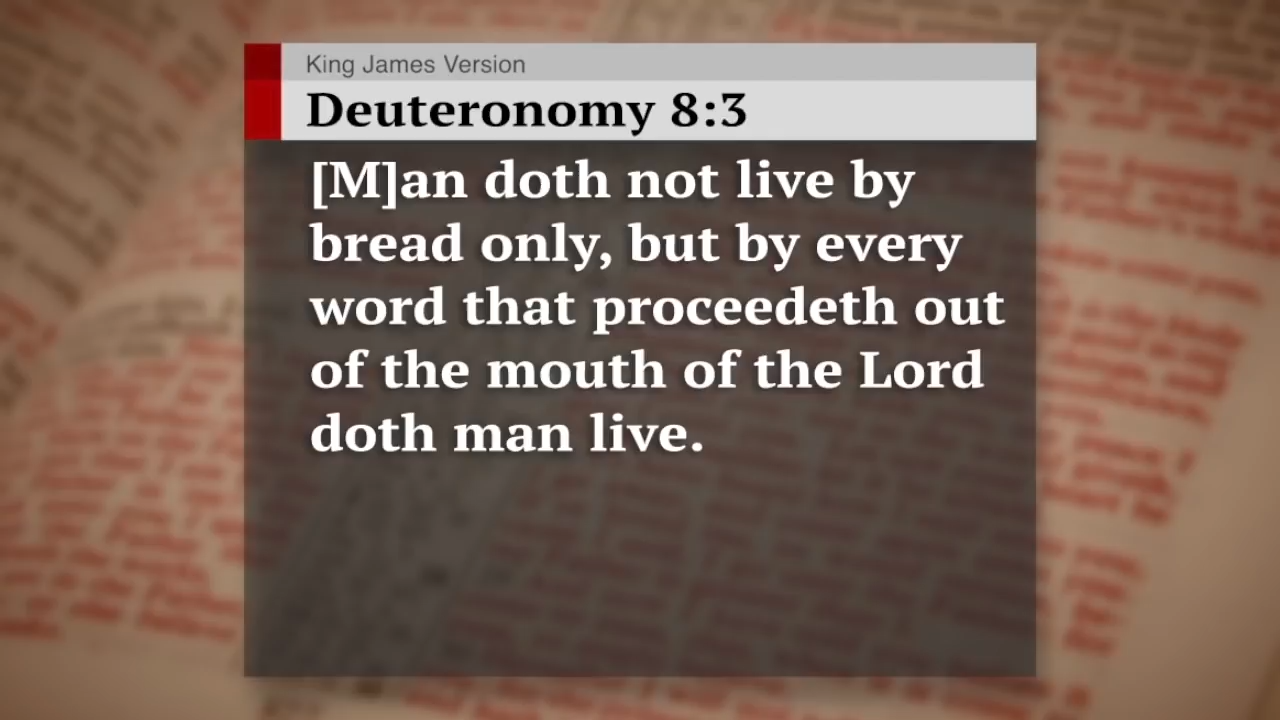 King James Version
Deuteronomy 8:3
[M]an doth not live by
bread only, but by every
word that proceedeth out
of the mouth of the Lord
doth man live.